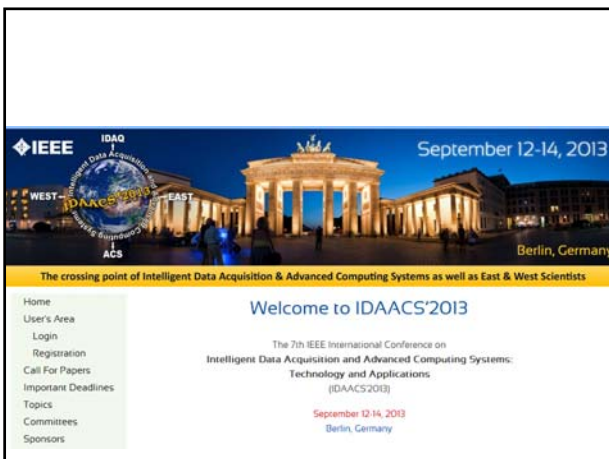 IEEE
IDAQ
September 12-14, 2013
Intelligent Data Acquisition
WEST
IDAACS'2013
EAST
ACS
Berlin, Germany
The crossing point of Intelligent Data Acquisition & Advanced Computing Systems as well as East & West Scientists
Home
User's Area
Login
Registration
Call For Papers
Important Deadlines
Topics
Committees
Sponsors
Welcome to IDAACS'2013
The 7th IEEE International Conference on
Intelligent Data Acquisition and Advanced Computing Systems:
Technology and Applications
(IDAACS'2013)
September 12-14, 2013
Berlin, Germany